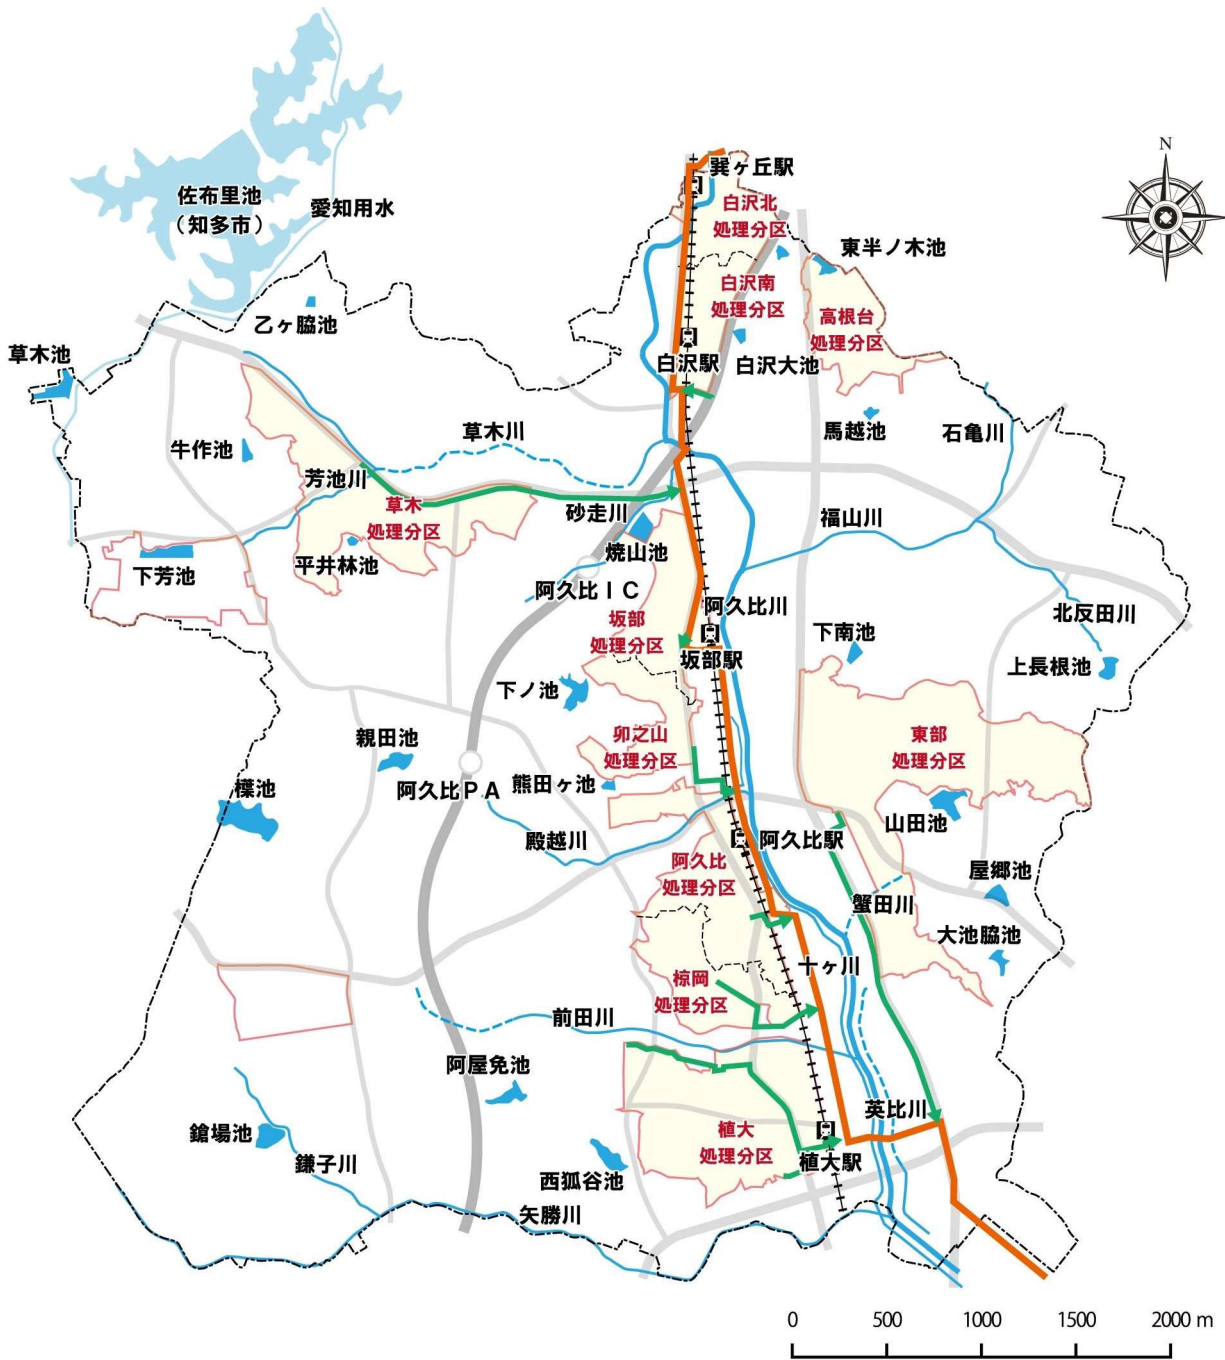 N
巽ヶ丘駅
佐布里池
（知多市）
愛知用水
白沢北
処理分区
東半ノ木池
白沢南
処理分区
乙ヶ脇池
高根台
処理分区
草木池
白沢駅
白沢大池
牛作池
草木川
馬越池
石亀川
芳池川
草木
処理分区
砂走川
福山川
下芳池
平井林池
焼山池
阿久比ＩＣ
阿久比川
坂部
処理分区
下南池
北反田川
坂部駅
上長根池
下ノ池
親田池
卯之山
処理分区
東部
処理分区
樸池
阿久比ＰＡ
熊田ヶ池
殿越川
阿久比駅
山田池
阿久比
処理分区
屋郷池
蟹田川
大池脇池
十ヶ川
椋岡
処理分区
前田川
阿屋免池
英比川
鎗場池
植大
処理分区
鎌子川
植大駅
西狐谷池
矢勝川
0 500 1000 1500 2000 m